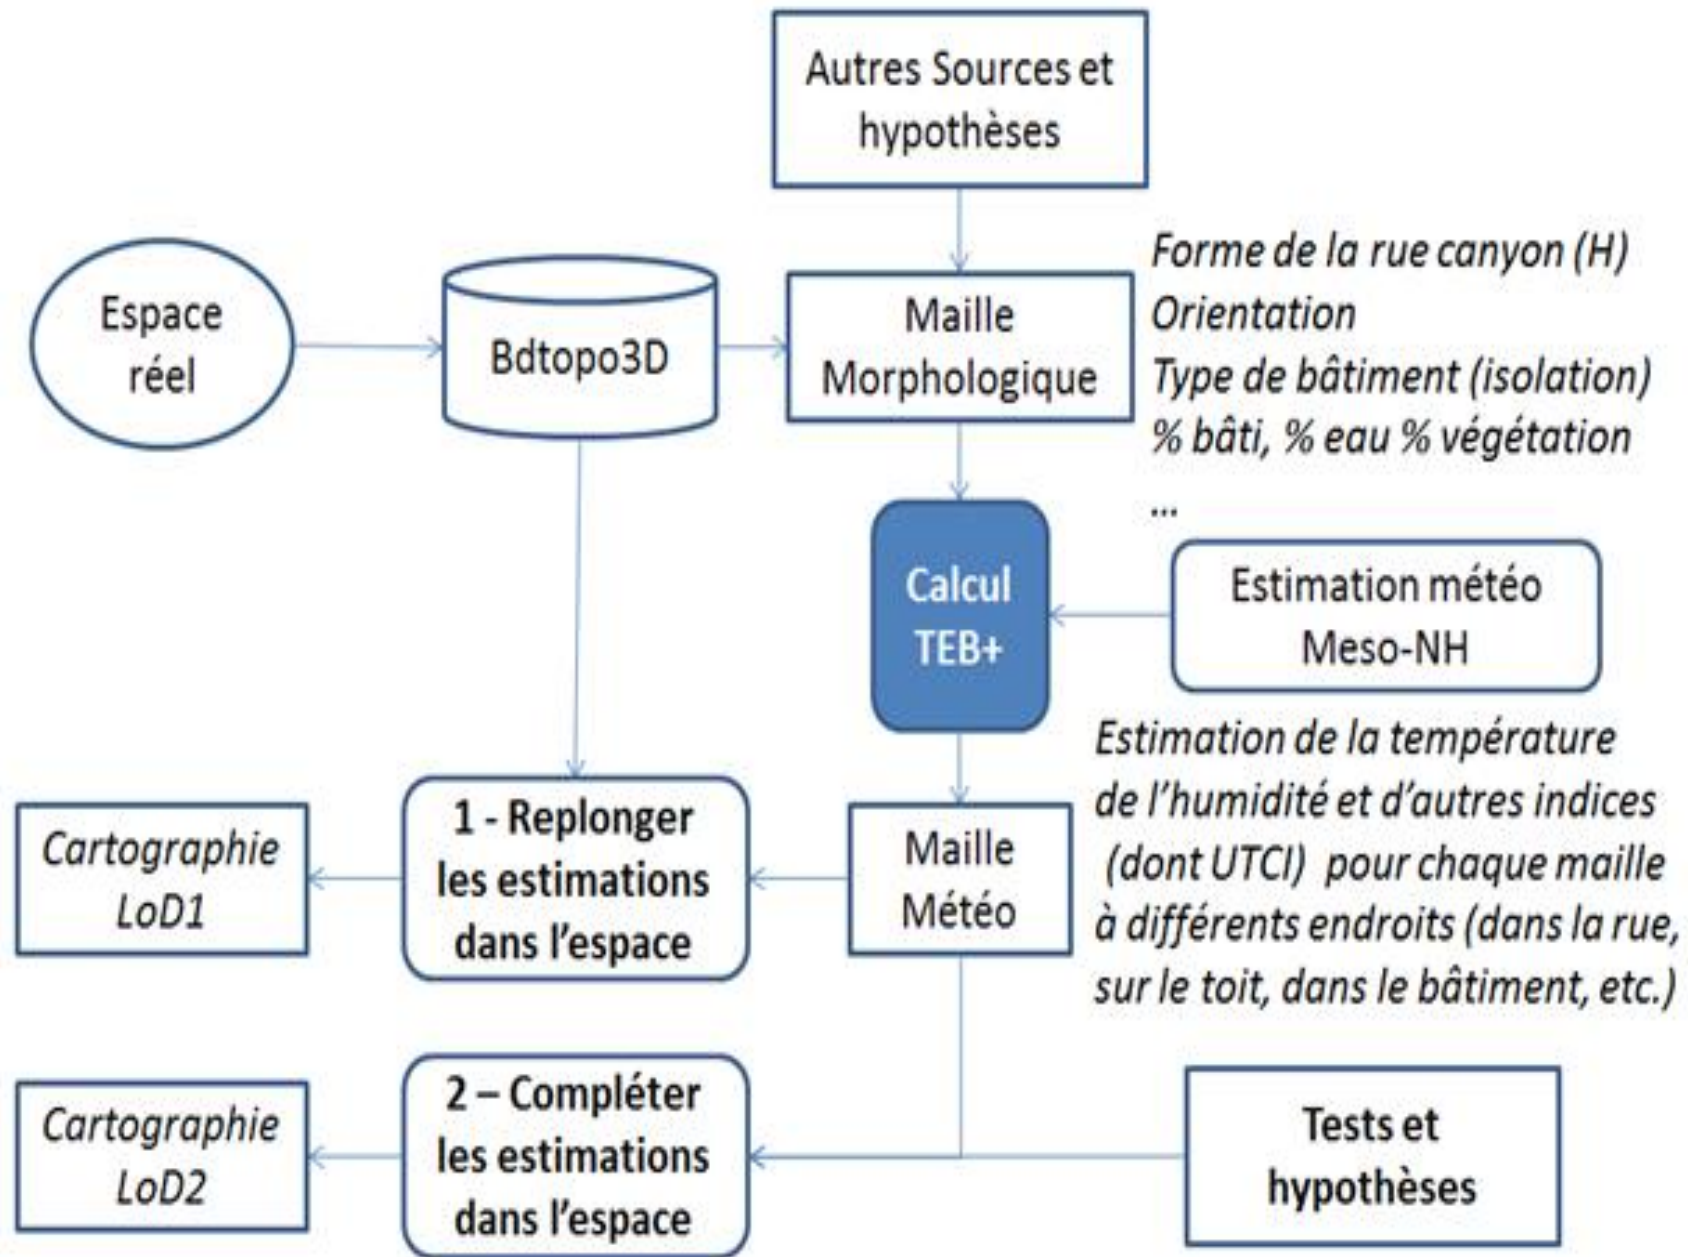 Autres Sources et
hypothèses
Espace
réel
Bdtopo3D
Maille
Morphologique
Forme de la rue canyon (H)
Orientation
Type de bâtiment (isolation)
% bâti, % eau % végétation
...
Calcul
TEB+
Estimation météo
Meso-NH
Estimation de la température
de l'humidité et d'autres indices
(dont UTCI) pour chaque maille
à différents endroits (dans la rue,
sur le toit, dans le bâtiment, etc.)
Maille
Météo
1 - Replonger
les estimations
dans l'espace
Cartographie
LoD1
2 – Compléter
les estimations
dans l'espace
Cartographie
LoD2
Tests et
hypothèses